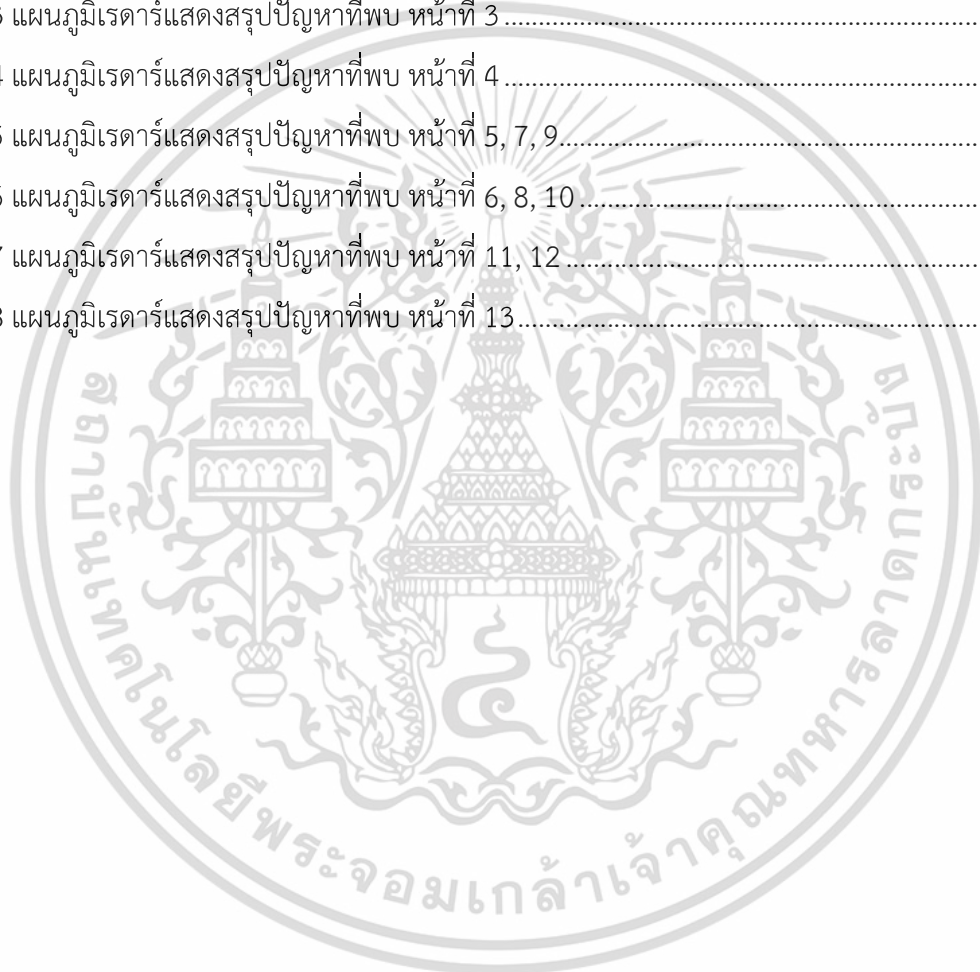 3 แผนภูมิเรดาร์แสดงสรุปปัญหาที่พบ หน้าที่ 3
4 แผนภูมิเรดาร์แสดงสรุปปัญหาที่พบ หน้าที่ 4
5 แผนภูมิเรดาร์แสดงสรุปปัญหาที่พบ หน้าที่ 5, 7, 9
6 แผนภูมิเรดาร์แสดงสรุปปัญหาที่พบ หน้าที่ 6, 8, 10
7 แผนภูมิเรดาร์แสดงสรุปปัญหาที่พบ หน้าที่ 11, 12
8 แผนภูมิเรดาร์แสดงสรุปปัญหาที่พบ หน้าที่ 13
๔
สถาบันเทคโนโลยีพระจอมเกล้าเจ้าคุณทหารลาดกระบัง